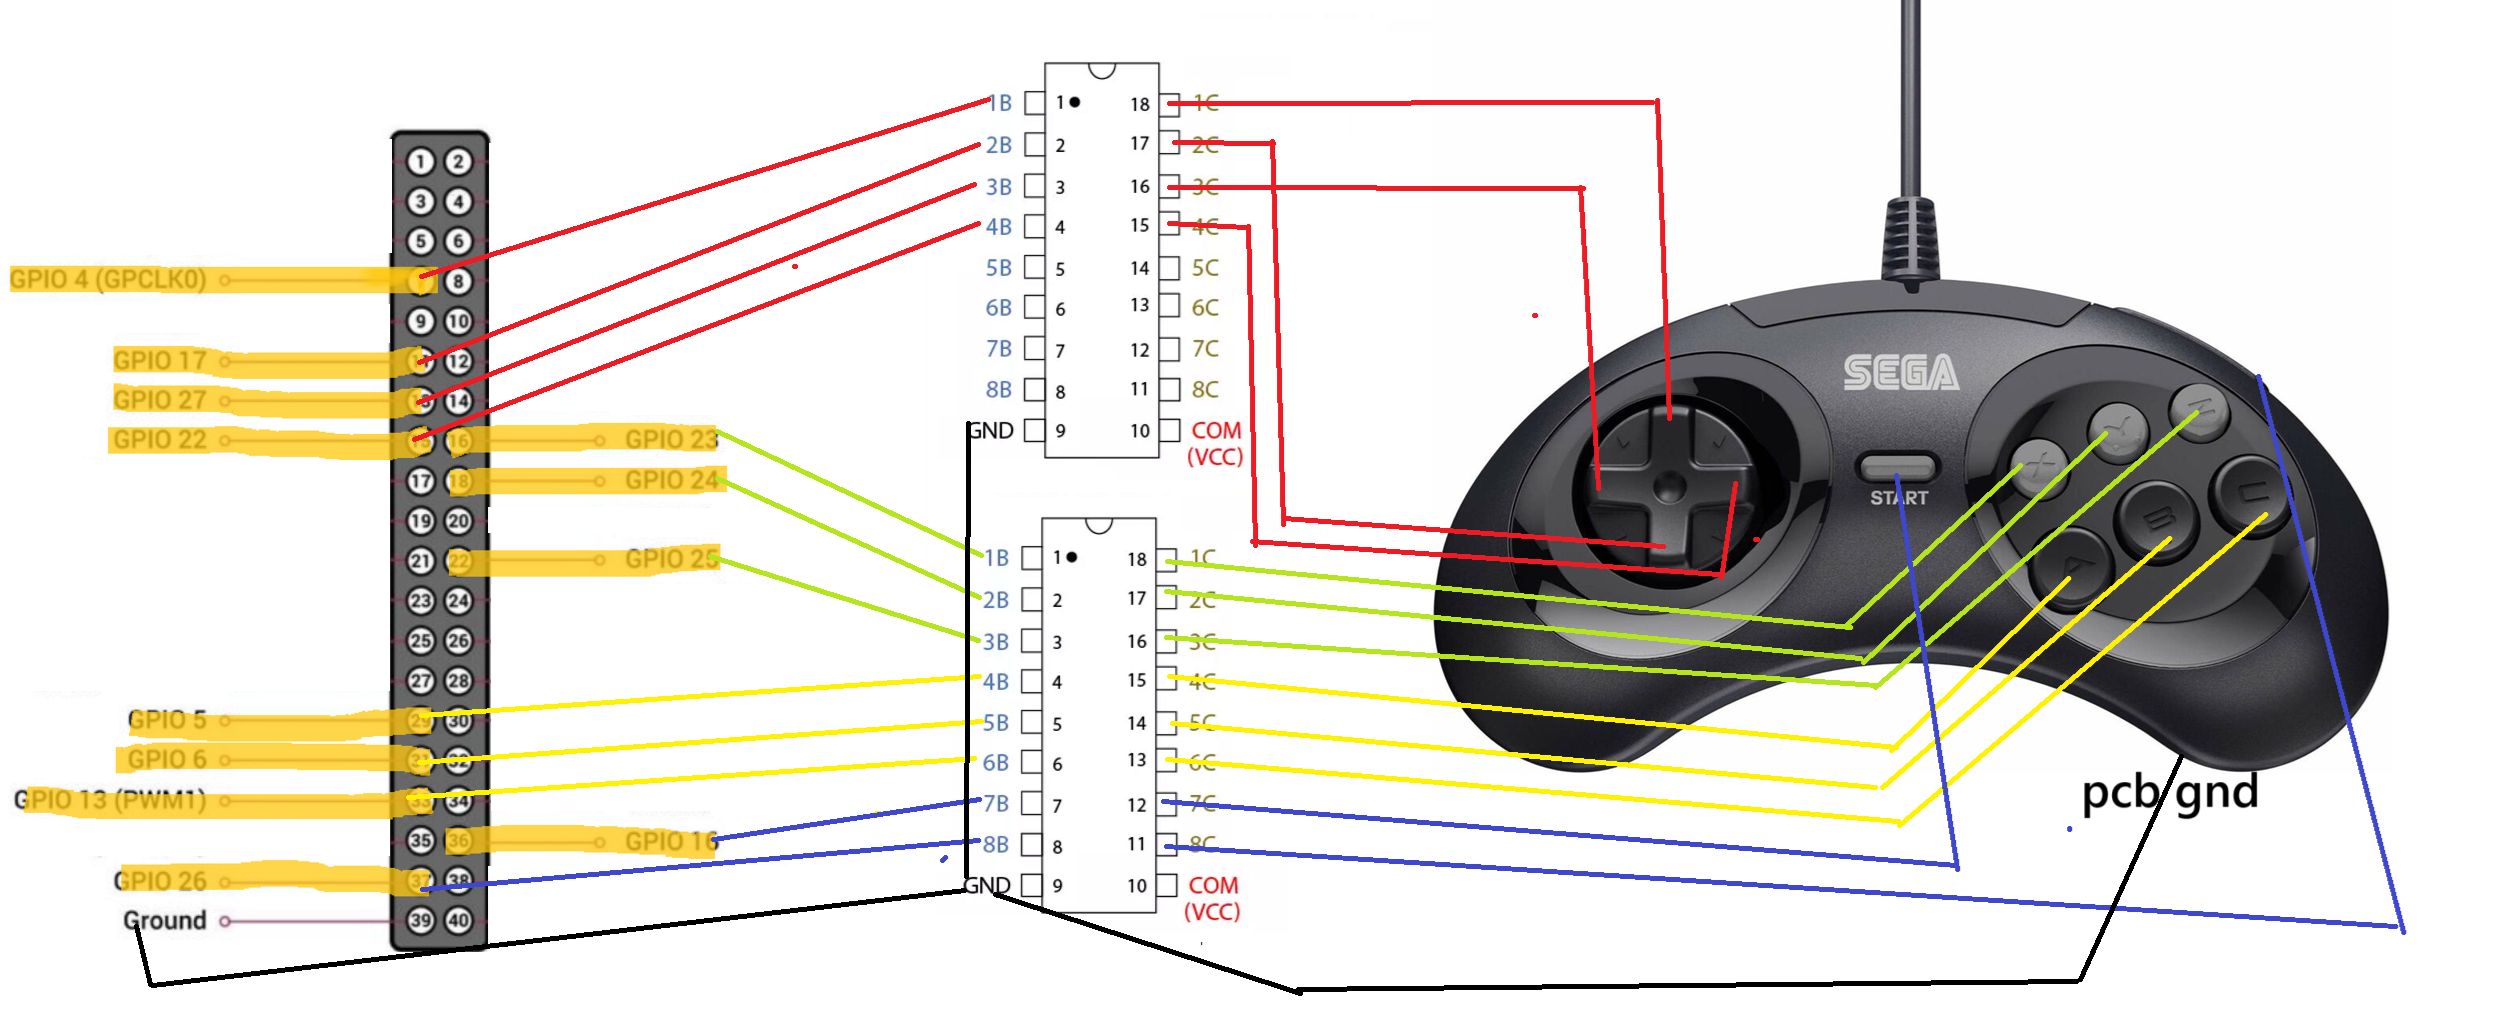 GPIO 4 (GPCLK0)
GPIO 17
GPIO 27
GPIO 22
GPIO 5
GPIO 6
GPIO 13 (PWM1)
GPIO 26
Ground
1 2
3 4
5 6
8
9 10
11 12
13 14
15 16
17 18
19 20
21 22
23 24
25 26
27 28
29 30
31 32
33 34
35 36
37 38
39 40
GPIO 23
GPIO 24
GPIO 25
GPIO 16
1B 1 18 1C
2B 2 17 2C
3B 3 16 3C
4B 4 15 4C
5B 5 14 5C
6B 6 13 6C
7B 7 12 7C
8B 8 11 8C
GND 9 10 COM
(VCC)
1B 1 18 1C
2B 2 17 2C
3B 3 16 3C
4B 4 15 4C
5B 5 14 5C
6B 6 13 6C
7B 7 12 7C
8B 8 11 8C
GND 9 10 COM
(VCC)
SEGA
START
X
Y
Z
A
B
C
pcb gnd